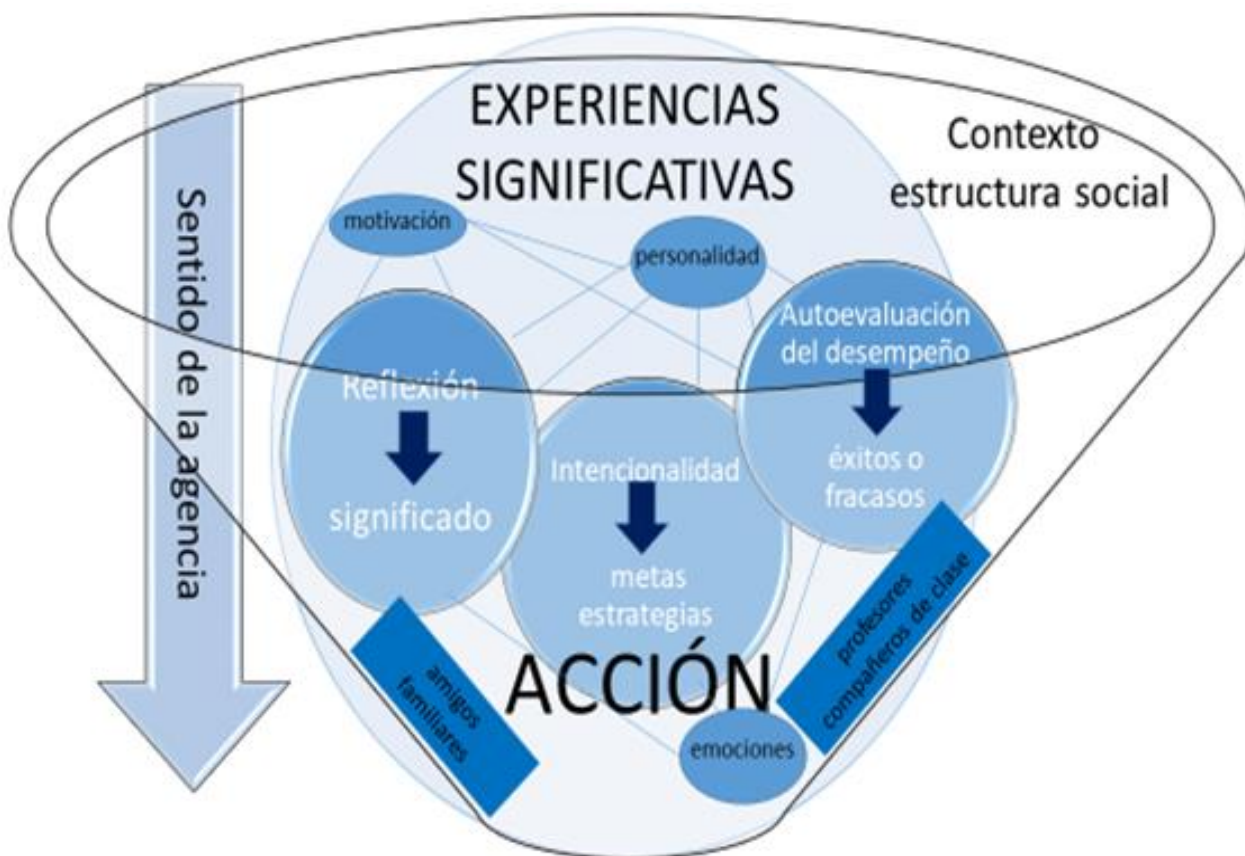 EXPERIENCIAS
SIGNIFICATIVAS
Contexto
estructura social
Sentido de la agencia
motivación
personalidad
Reflexión
significado
Intencionalidad
metas
estrategias
Autoevaluación
del desempeño
éxitos o
fracasos
ACCIÓN
amigos
familiares
profesores
compañeros de clase
emociones